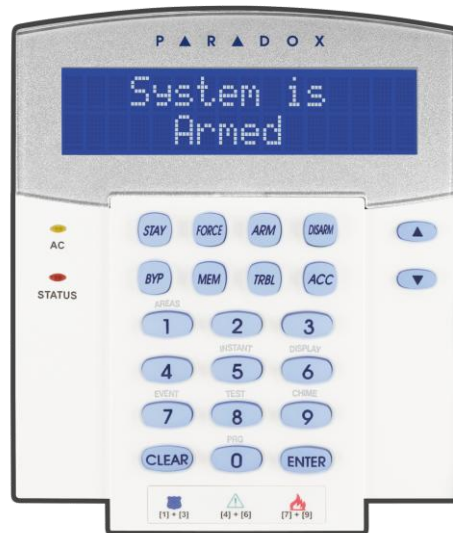 PARADOX
System is
Armed
AC
STATUS
STAY FORCE ARM DISARM
BYP MEM TRBL ACC
AREAS
1 2 3
INSTANT DISPLAY
4 5 6
EVENT TEST CHIME
7 8 9
PRG
CLEAR 0 ENTER
[1] + [3] [4] + [6] [7] + [9]